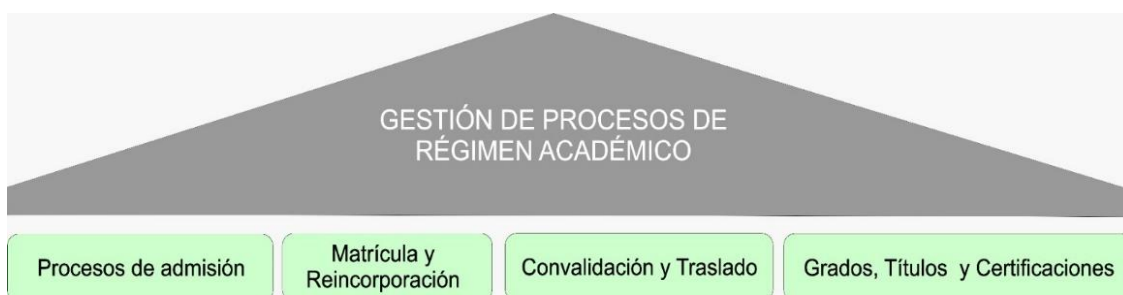 GESTIÓN DE PROCESOS DE
RÉGIMEN ACADÉMICO
Procesos de admisión
Matrícula y
Reincorporación
Convalidación y Traslado
Grados, Títulos y Certificaciones